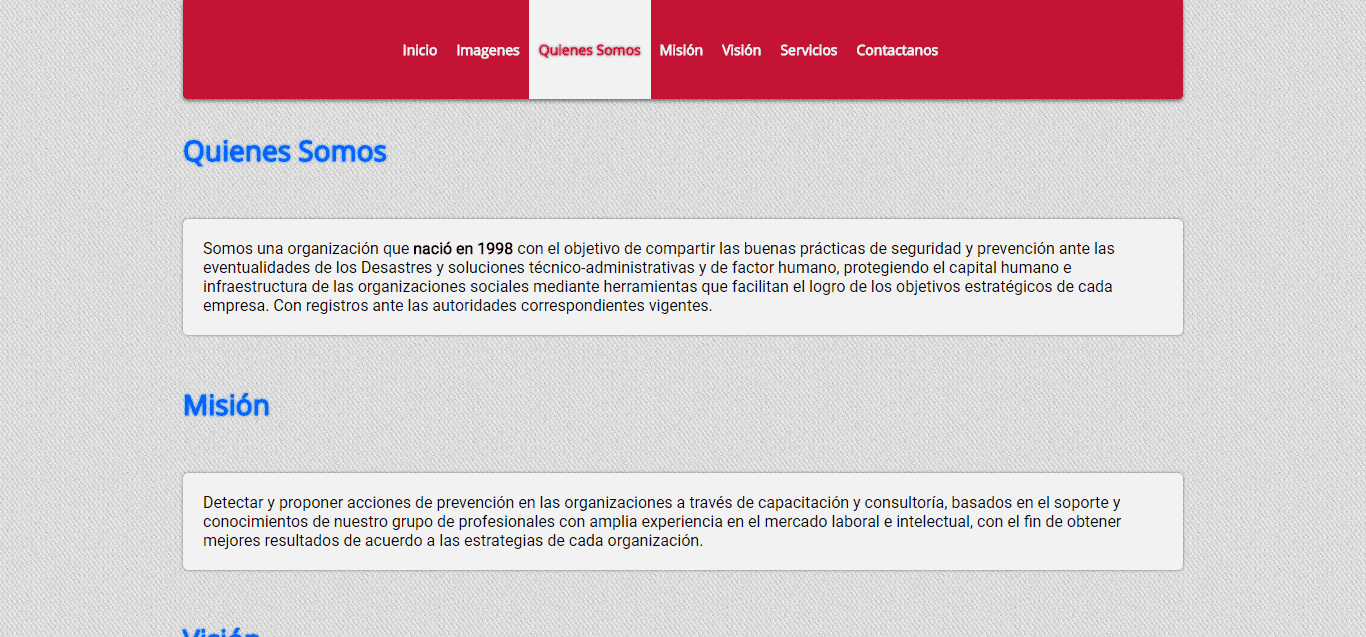 Inicio Imagenes Quienes Somos Misión Visión Servicios Contactanos
Quienes Somos
Somos una organización que nació en 1998 con el objetivo de compartir las buenas prácticas de seguridad y prevención ante las
eventualidades de los Desastres y soluciones técnico-administrativas y de factor humano, protegiendo el capital humano e
infraestructura de las organizaciones sociales mediante herramientas que facilitan el logro de los objetivos estratégicos de cada
empresa. Con registros ante las autoridades correspondientes vigentes.
Misión
Detectar y proponer acciones de prevención en las organizaciones a través de capacitación y consultoría, basados en el soporte y
conocimientos de nuestro grupo de profesionales con amplia experiencia en el mercado laboral e intelectual, con el fin de obtener
mejores resultados de acuerdo a las estrategias de cada organización.
Visión